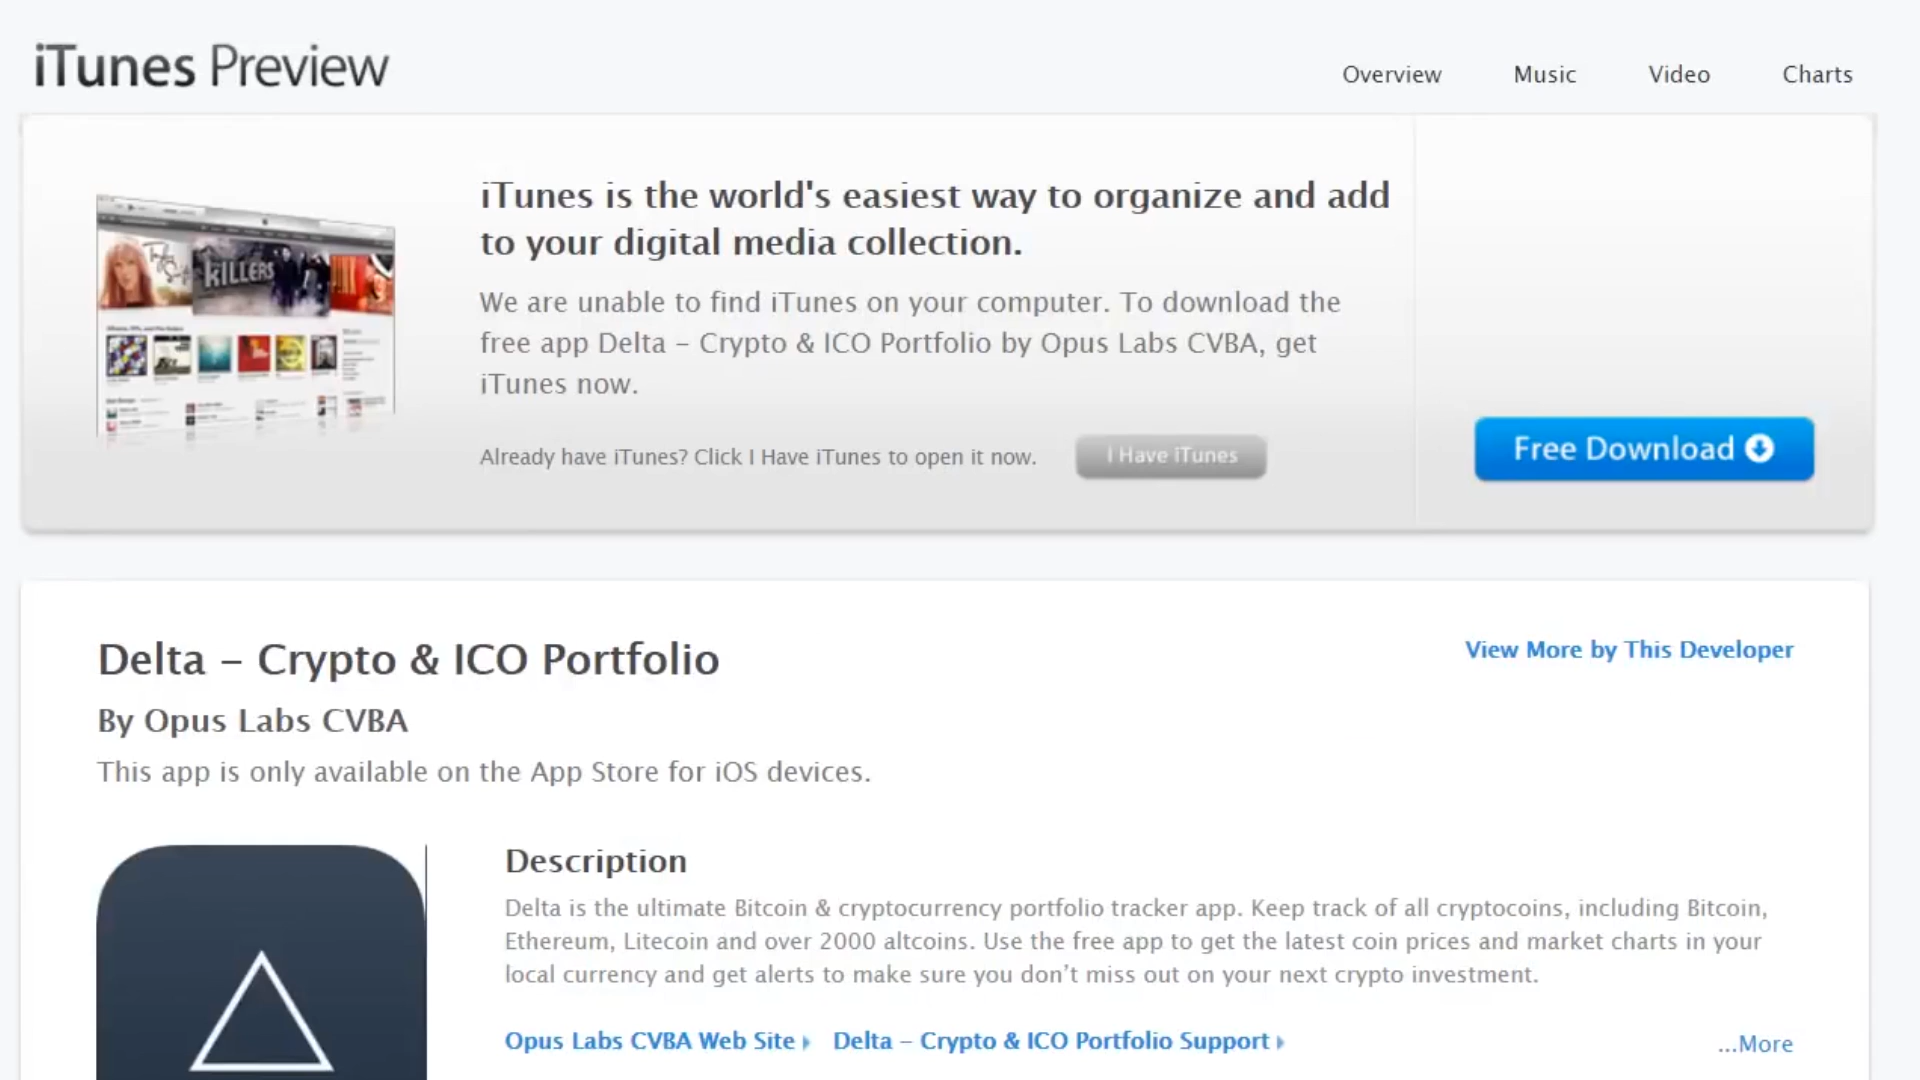 iTunes Preview
Overview
Music
Video
Charts
iTunes is the world's easiest way to organize and add
to your digital media collection.
We are unable to find iTunes on your computer. To download the
free app Delta – Crypto & ICO Portfolio by Opus Labs CVBA, get
iTunes now.
Already have iTunes? Click I Have iTunes to open it now.
I Have iTunes
Free Download
KILLERS
Delta – Crypto & ICO Portfolio
View More by This Developer
By Opus Labs CVBA
This app is only available on the App Store for iOS devices.
Description
Delta is the ultimate Bitcoin & cryptocurrency portfolio tracker app. Keep track of all cryptocoins, including Bitcoin,
Ethereum, Litecoin and over 2000 altcoins. Use the free app to get the latest coin prices and market charts in your
local currency and get alerts to make sure you don’t miss out on your next crypto investment.
Opus Labs CVBA Web Site
Delta – Crypto & ICO Portfolio Support
...More